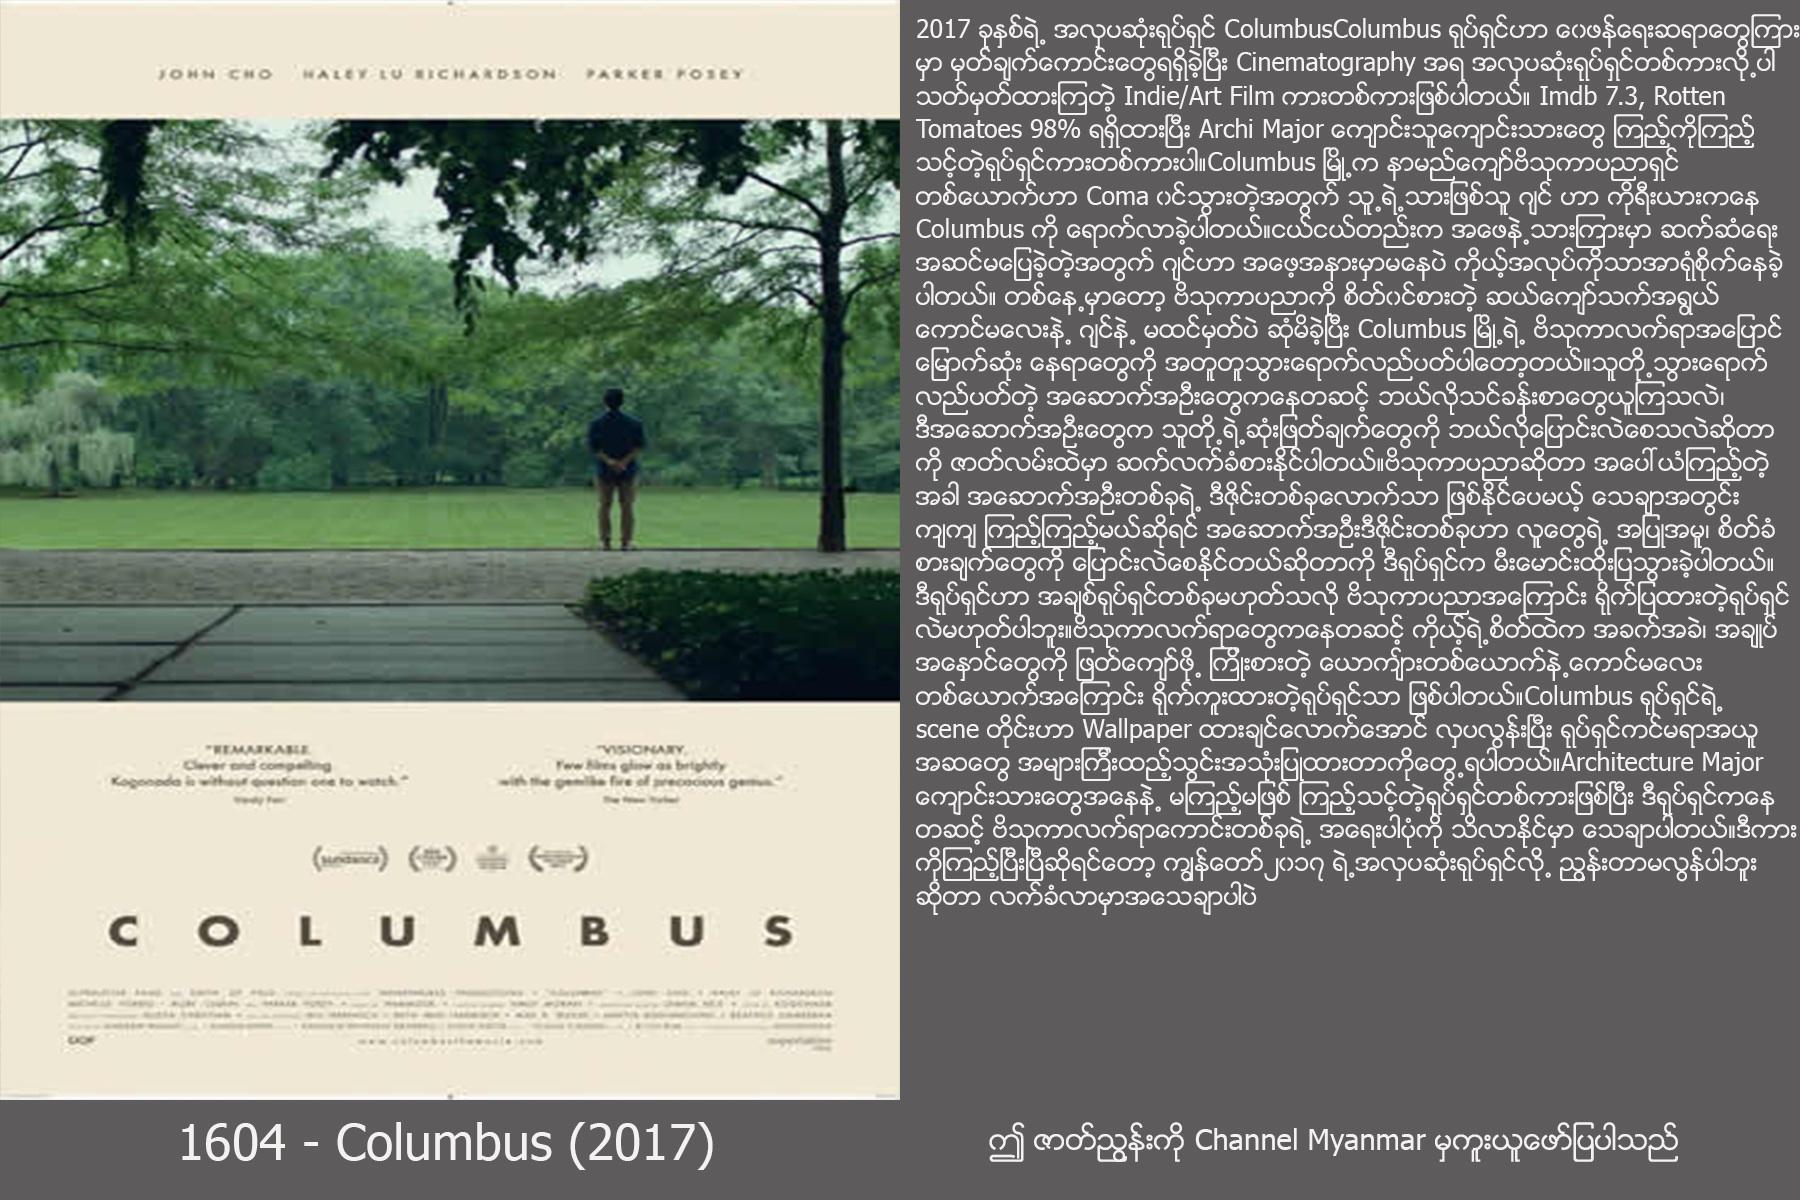 JOHN CHO HALEY LU RICHARDSON PARKER POSEY
"REMARKABLE.
Clever and compelling.
Kogonada is without question one to watch."
Vanity Fair
"VISIONARY.
Few films glow as brightly
with the gemlike fire of precocious genius."
The New Yorker
sundance
COLUMBUS
www.columbusthemovie.com
1604 - Columbus (2017)
2017 ခုနှစ်ရဲ့ အလှပဆုံးရုပ်ရှင် ColumbusColumbus ရုပ်ရှင်ဟာ ဝေဖန်ရေးဆရာတွေကြား
မှာ မှတ်ချက်ကောင်းတွေရရှိခဲ့ပြီး Cinematography အရ အလှပဆုံးရုပ်ရှင်တစ်ကားလို့ပါ
သတ်မှတ်ထားကြတဲ့ Indie/Art Film ကားတစ်ကားဖြစ်ပါတယ်။ Imdb 7.3, Rotten
Tomatoes 98% ရရှိထားပြီး Archi Major ကျောင်းသူကျောင်းသားတွေ ကြည့်ကိုကြည့်
သင့်တဲ့ရုပ်ရှင်ကားတစ်ကားပါ။Columbus မြို့က နာမည်ကျော်ဗိသုကာပညာရှင်
တစ်ယောက်ဟာ Coma ဝင်သွားတဲ့အတွက် သူ့ရဲ့သားဖြစ်သူ ဂျင် ဟာ ကိုရီးယားကနေ
Columbus ကို ရောက်လာခဲ့ပါတယ်။ငယ်ငယ်တည်းက အဖေနဲ့သားကြားမှာ ဆက်ဆံရေး
အဆင်မပြေခဲ့တဲ့အတွက် ဂျင်ဟာ အဖေ့အနားမှာမနေပဲ ကိုယ့်အလုပ်ကိုသာအာရုံစိုက်နေခဲ့
ပါတယ်။ တစ်နေ့မှာတော့ ဗိသုကာပညာကို စိတ်ဝင်စားတဲ့ ဆယ်ကျော်သက်အရွယ်
ကောင်မလေးနဲ့ ဂျင်နဲ့ မထင်မှတ်ပဲ ဆုံမိခဲ့ပြီး Columbus မြို့ရဲ့ ဗိသုကာလက်ရာအပြောင်
မြောက်ဆုံး နေရာတွေကို အတူတူသွားရောက်လည်ပတ်ပါတော့တယ်။သူတို့သွားရောက်
လည်ပတ်တဲ့ အဆောက်အဦးတွေကနေတဆင့် ဘယ်လိုသင်ခန်းစာတွေယူကြသလဲ၊
ဒီအဆောက်အဦးတွေက သူတို့ရဲ့ဆုံးဖြတ်ချက်တွေကို ဘယ်လိုပြောင်းလဲစေသလဲဆိုတာ
ကို ဇာတ်လမ်းထဲမှာ ဆက်လက်ခံစားနိုင်ပါတယ်။ဗိသုကာပညာဆိုတာ အပေါ်ယံကြည့်တဲ့
အခါ အဆောက်အဦးတစ်ခုရဲ့ ဒီဇိုင်းတစ်ခုလောက်သာ ဖြစ်နိုင်ပေမယ့် သေချာအတွင်း
ကျကျ ကြည့်ကြည့်မယ်ဆိုရင် အဆောက်အဦးဒီဇိုင်းတစ်ခုဟာ လူတွေရဲ့ အပြုအမူ၊ စိတ်ခံ
စားချက်တွေကို ပြောင်းလဲစေနိုင်တယ်ဆိုတာကို ဒီရုပ်ရှင်က မီးမောင်းထိုးပြသွားခဲ့ပါတယ်။
ဒီရုပ်ရှင်ဟာ အချစ်ရုပ်ရှင်တစ်ခုမဟုတ်သလို ဗိသုကာပညာအကြောင်း ရိုက်ပြထားတဲ့ရုပ်ရှင်
လဲမဟုတ်ပါဘူး။ဗိသုကာလက်ရာတွေကနေတဆင့် ကိုယ့်ရဲ့စိတ်ထဲက အခက်အခဲ၊ အချုပ်
အနှောင်တွေကို ဖြတ်ကျော်ဖို့ ကြိုးစားတဲ့ ယောက်ျားတစ်ယောက်နဲ့ကောင်မလေး
တစ်ယောက်အကြောင်း ရိုက်ကူးထားတဲ့ရုပ်ရှင်သာ ဖြစ်ပါတယ်။Columbus ရုပ်ရှင်ရဲ့
scene တိုင်းဟာ Wallpaper ထားချင်လောက်အောင် လှပလွန်းပြီး ရုပ်ရှင်ကင်မရာအယူ
အဆတွေ အများကြီးထည့်သွင်းအသုံးပြုထားတာကိုတွေ့ရပါတယ်။Architecture Major
ကျောင်းသားတွေအနေနဲ့ မကြည့်မဖြစ် ကြည့်သင့်တဲ့ရုပ်ရှင်တစ်ကားဖြစ်ပြီး ဒီရုပ်ရှင်ကနေ
တဆင့် ဗိသုကာလက်ရာကောင်းတစ်ခုရဲ့ အရေးပါပုံကို သိလာနိုင်မှာ သေချာပါတယ်။ဒီကား
ကိုကြည့်ပြီးပြီဆိုရင်တော့ ကျွန်တော်၂၀၁၇ ရဲ့အလှပဆုံးရုပ်ရှင်လို့ ညွှန်းတာမလွန်ပါဘူး
ဆိုတာ လက်ခံလာမှာအသေချာပါပဲ
ဤ ဇာတ်ညွှန်းကို Channel Myanmar မှကူးယူဖော်ပြပါသည်